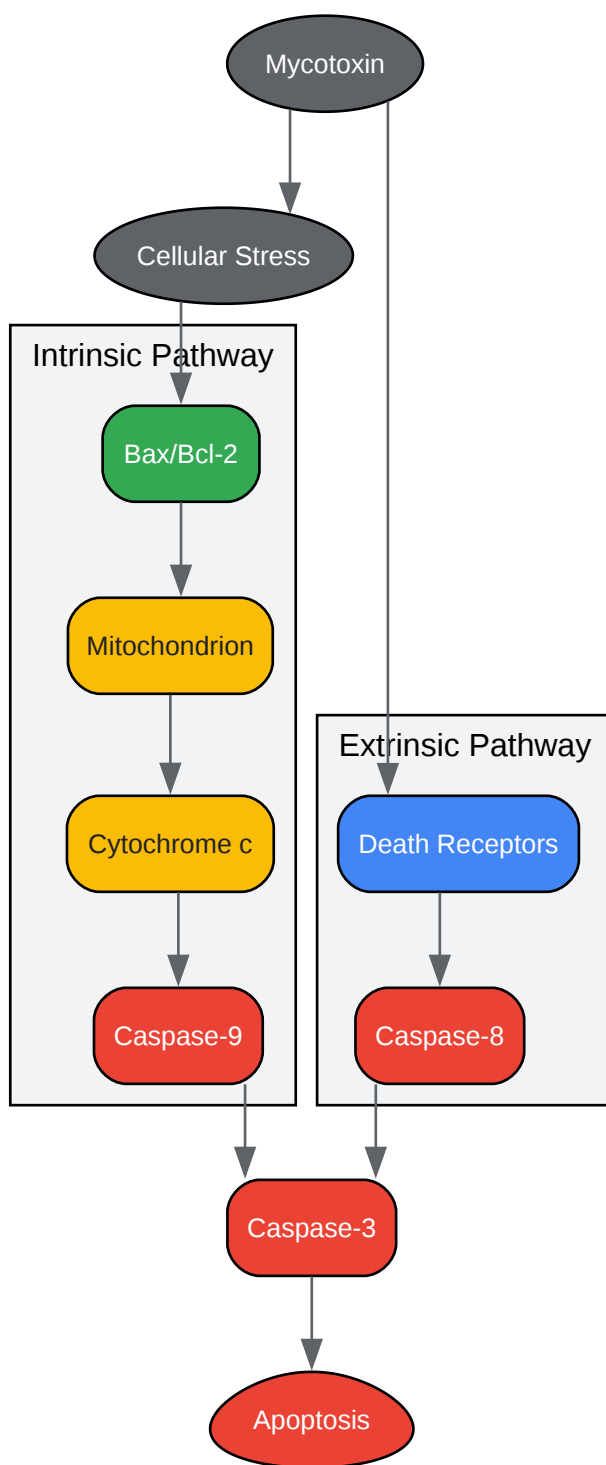 Mycotoxin
Cellular Stress
Intrinsic Pathway
Bax/Bcl-2
Mitochondrion
Cytochrome c
Caspase-9
Extrinsic Pathway
Death Receptors
Caspase-8
Caspase-3
Apoptosis